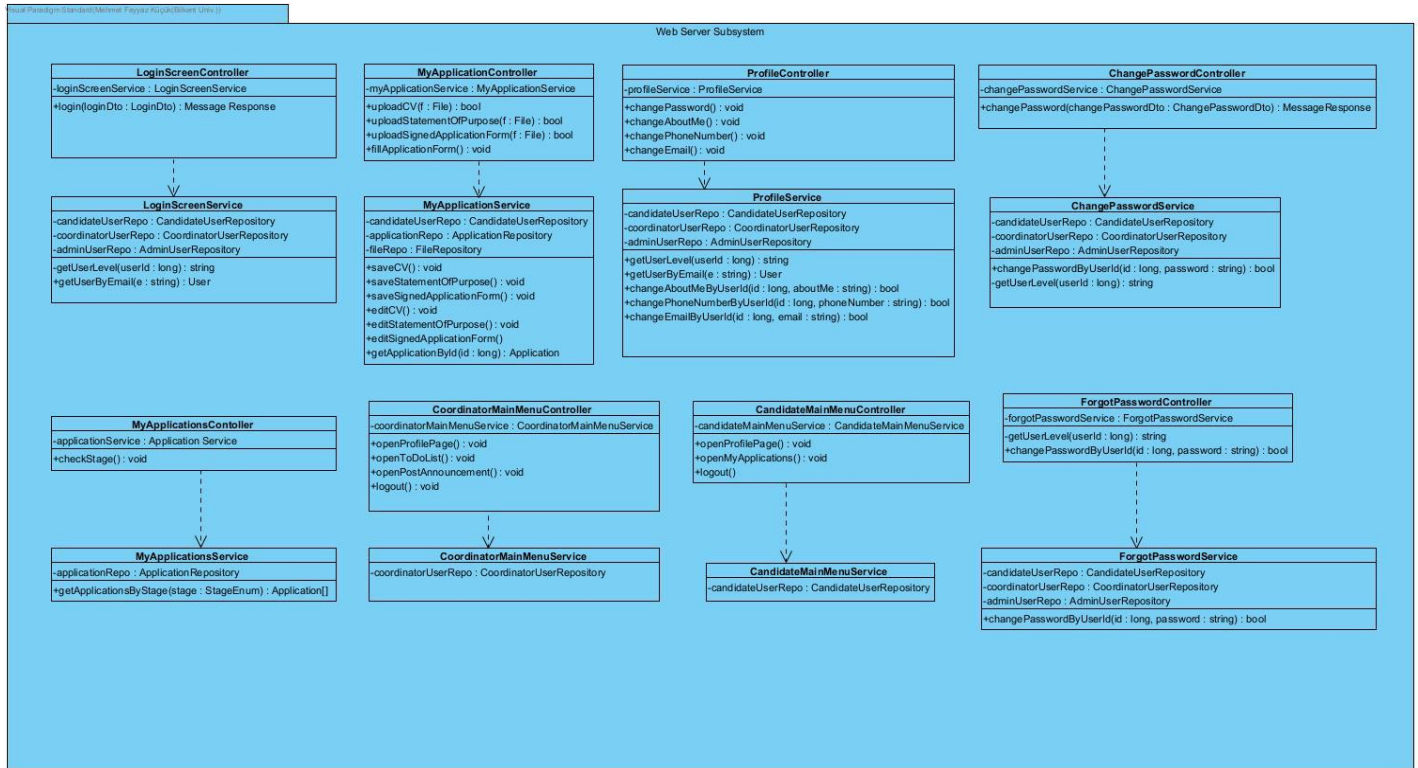 Visual Paradigm Standard(Mehmet Feyyaz Küçük(Bilkent Univ.))
Web Server Subsystem
LoginScreenController
-loginScreenService : LoginScreenService
+login(loginDto : LoginDto) : Message Response
MyApplicationController
-myApplicationService : MyApplicationService
+uploadCV(f : File) : bool
+uploadStatementOfPurpose(f : File) : bool
+uploadSignedApplicationForm(f : File) : bool
+fillApplicationForm() : void
ProfileController
-profileService : ProfileService
+changePassword() : void
+changeAboutMe() : void
+changePhoneNumber() : void
+changeEmail() : void
ChangePasswordController
-changePasswordService : ChangePasswordService
+changePassword(changePasswordDto : ChangePasswordDto) : MessageResponse
LoginScreenService
-candidateUserRepo : CandidateUserRepository
-coordinatorUserRepo : CoordinatorUserRepository
-adminUserRepo : AdminUserRepository
-getUserLevel(userId : long) : string
+getUserByEmail(e : string) : User
MyApplicationService
-candidateUserRepo : CandidateUserRepository
-applicationRepo : ApplicationRepository
-fileRepo : FileRepository
+saveCV() : void
+saveStatementOfPurpose() : void
+saveSignedApplicationForm() : void
+editCV() : void
+editStatementOfPurpose() : void
+editSignedApplicationForm()
+getApplicationById(id : long) : Application
ProfileService
-candidateUserRepo : CandidateUserRepository
-coordinatorUserRepo : CoordinatorUserRepository
-adminUserRepo : AdminUserRepository
+getUserLevel(userId : long) : string
+getUserByEmail(e : string) : User
+changeAboutMeByUserId(id : long, aboutMe : string) : bool
+changePhoneNumberByUserId(id : long, phoneNumber : string) : bool
+changeEmailByUserId(id : long, email : string) : bool
ChangePasswordService
-candidateUserRepo : CandidateUserRepository
-coordinatorUserRepo : CoordinatorUserRepository
-adminUserRepo : AdminUserRepository
+changePasswordByUserId(id : long, password : string) : bool
-getUserLevel(userId : long) : string
MyApplicationsContoller
-applicationService : Application Service
+checkStage() : void
CoordinatorMainMenuController
-coordinatorMainMenuService : CoordinatorMainMenuService
+openProfilePage() : void
+openToDoList() : void
+openPostAnnouncement() : void
+logout() : void
CandidateMainMenuController
-candidateMainMenuService : CandidateMainMenuService
+openProfilePage() : void
+openMyApplications() : void
+logout()
ForgotPasswordController
-forgotPasswordService : ForgotPasswordService
-getUserLevel(userId : long) : string
+changePasswordByUserId(id : long, password : string) : bool
MyApplicationsService
-applicationRepo : ApplicationRepository
+getApplicationsByStage(stage : StageEnum) : Application[]
CoordinatorMainMenuService
-coordinatorUserRepo : CoordinatorUserRepository
CandidateMainMenuService
-candidateUserRepo : CandidateUserRepository
ForgotPasswordService
-candidateUserRepo : CandidateUserRepository
-coordinatorUserRepo : CoordinatorUserRepository
-adminUserRepo : AdminUserRepository
+changePasswordByUserId(id : long, password : string) : bool